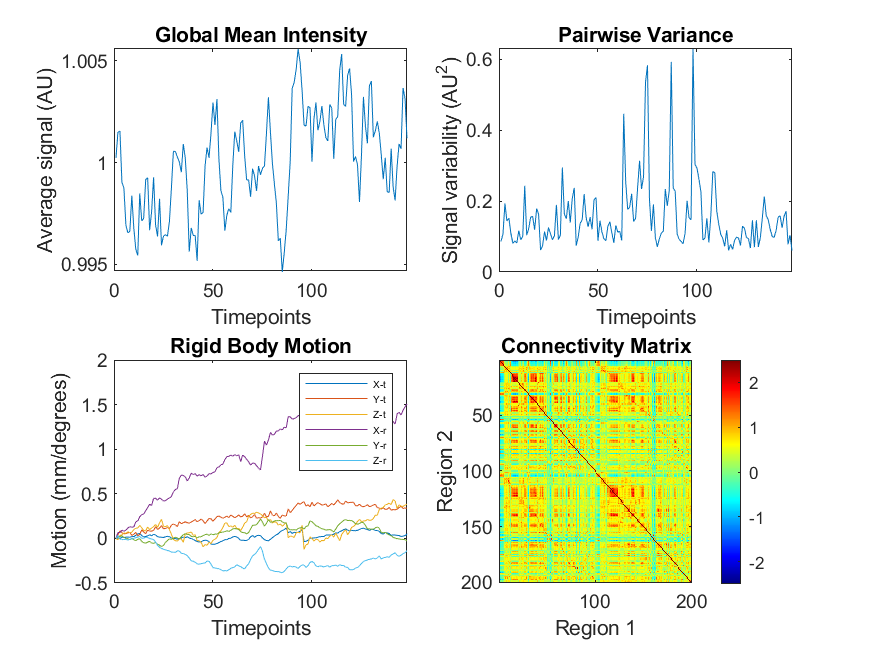 Global Mean Intensity
Average signal (AU)
1.005
1
0.995
0
50
100
Timepoints
Pairwise Variance
Signal variability (AU²)
0.6
0.4
0.2
0
0
50
100
Timepoints
Rigid Body Motion
Motion (mm/degrees)
2
1.5
1
0.5
0
-0.5
0
50
100
Timepoints
X-t
Y-t
Z-t
X-r
Y-r
Z-r
Connectivity Matrix
Region 2
50
100
150
200
100
200
Region 1
2
1
0
-1
-2